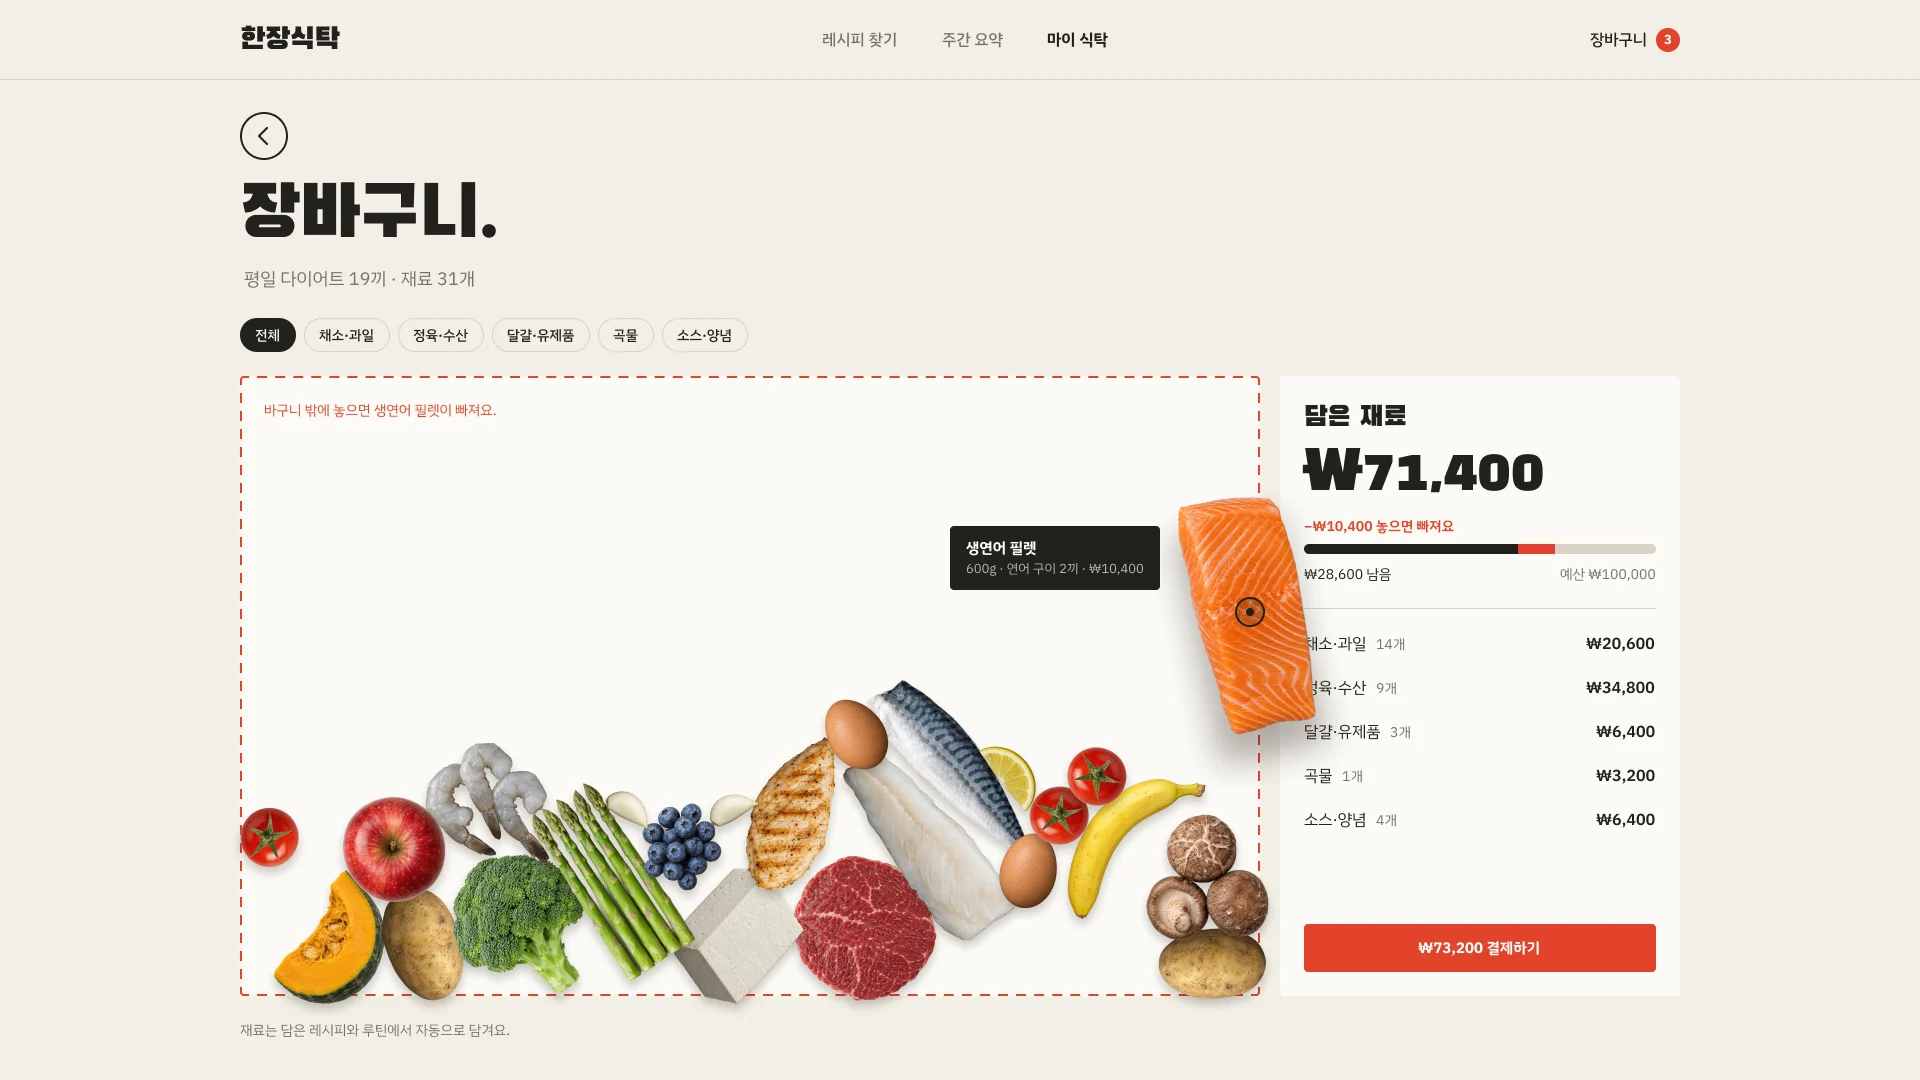 한장식탁
레시피 찾기
주간 요약
마이 식탁
장바구니 3
장바구니.
평일 다이어트 19끼 · 재료 31개
전체
채소·과일
정육·수산
달걀·유제품
곡물
소스·양념
바구니 밖에 놓으면 생연어 필렛이 빠져요.
생연어 필렛
600g · 연어 구이 2끼 · ₩10,400
담은 재료
₩71,400
–₩10,400 놓으면 빠져요
₩28,600 남음
예산 ₩100,000
채소·과일 14개 ₩20,600
정육·수산 9개 ₩34,800
달걀·유제품 3개 ₩6,400
곡물 1개 ₩3,200
소스·양념 4개 ₩6,400
₩73,200 결제하기
재료는 담은 레시피와 루틴에서 자동으로 담겨요.